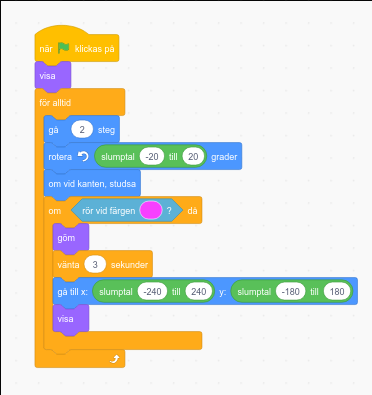 när klickas på
visa
för alltid
gå 2 steg
rotera slumptal -20 till 20 grader
om vid kanten, studsa
om rör vid färgen ? då
göm
vänta 3 sekunder
gå till x: slumptal -240 till 240 y: slumptal -180 till 180
visa